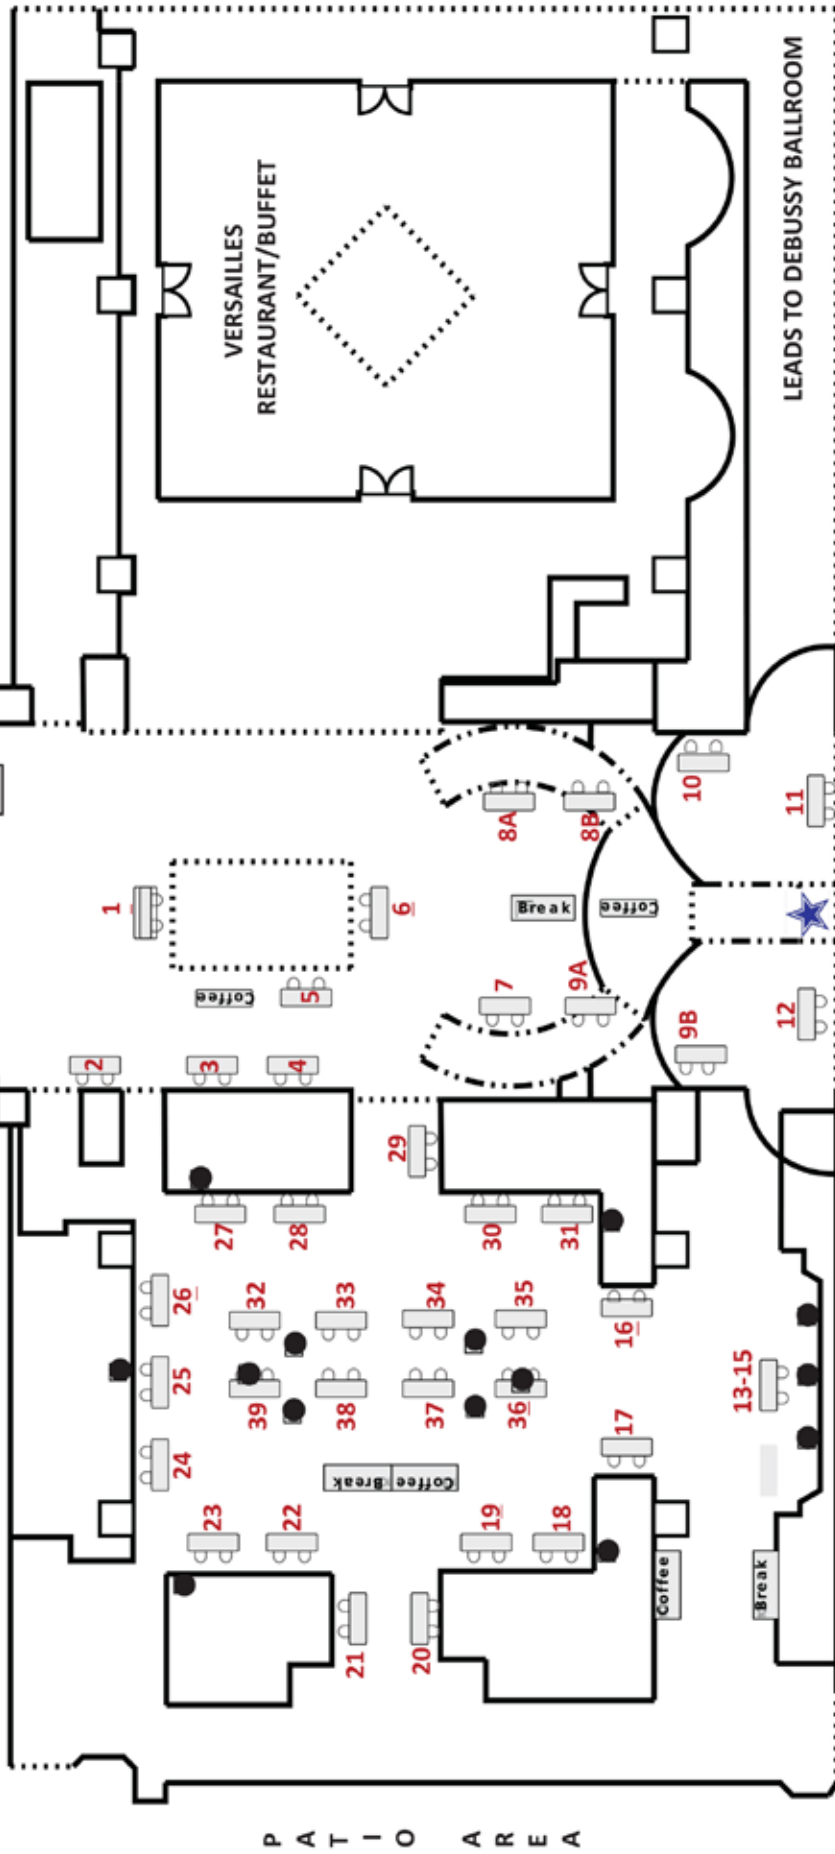 LEADS TO DEBUSSY BALLROOM
VERSAILLES
RESTAURANT/BUFFET
1
6
Coffee
5
2
3
4
7
8A
8B
9A
Break
Coffee
10
11
9B
12
29
27
28
30
31
26
25
24
32
33
34
35
16
39
38
37
36
13-15
17
Break
Coffee
23
22
19
18
Coffee
Break
21
20
PATIO AREA